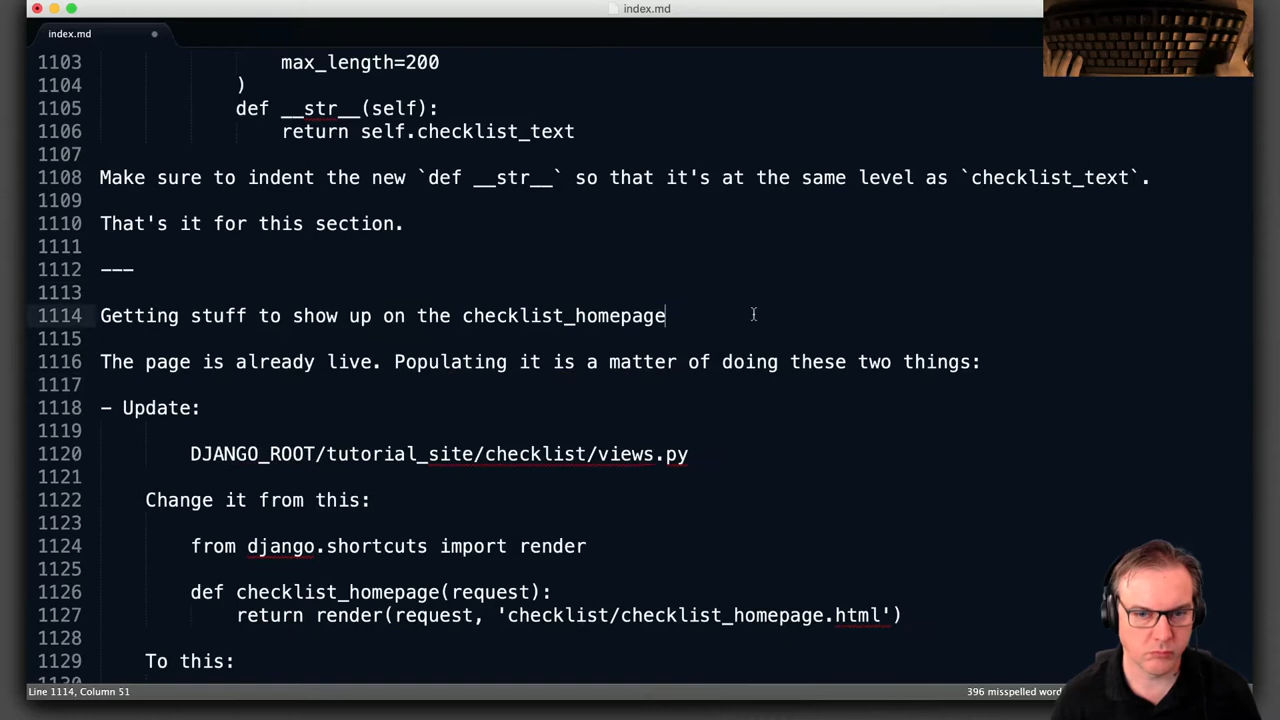 index.md
index.md
1103 max_length=200
1104 )
1105 def __str__(self):
1106 return self.checklist_text
1107
1108 Make sure to indent the new `def __str__` so that it's at the same level as `checklist_text`.
1109
1110 That's it for this section.
1111
1112 ---
1113
1114 Getting stuff to show up on the checklist_homepage
1115
1116 The page is already live. Populating it is a matter of doing these two things:
1117
1118 - Update:
1119
1120 DJANGO_ROOT/tutorial_site/checklist/views.py
1121
1122 Change it from this:
1123
1124 from django.shortcuts import render
1125
1126 def checklist_homepage(request):
1127 return render(request, 'checklist/checklist_homepage.html')
1128
1129 To this:
Line 1114, Column 51
396 misspelled